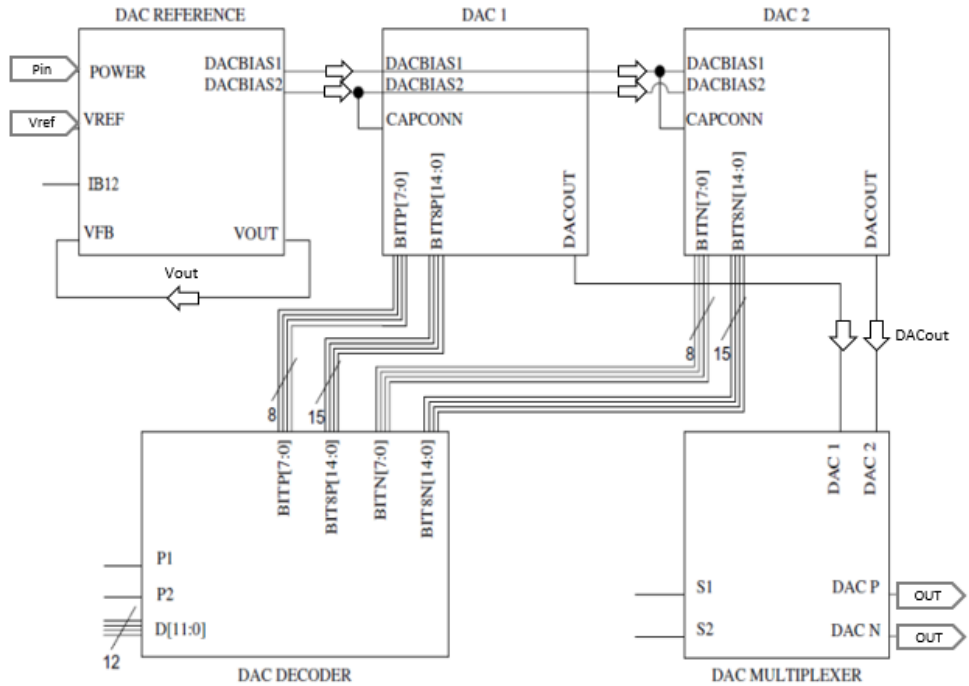 DAC REFERENCE
DAC 1
DAC 2
Pin
POWER
DACBIAS1
DACBIAS2
Vref
VREF
IB12
VFB
VOUT
Vout
DACBIAS1
DACBIAS2
CAPCONN
BITP[7:0]
BIT8P[14:0]
DACOUT
DACBIAS1
DACBIAS2
CAPCONN
BITN[7:0]
BIT8N[14:0]
DACOUT
8
15
8
15
DACout
BITP[7:0]
BIT8P[14:0]
BITN[7:0]
BIT8N[14:0]
P1
P2
D[11:0]
12
DAC DECODER
DAC 1
DAC 2
S1
S2
DAC P
DAC N
OUT
OUT
DAC MULTIPLEXER